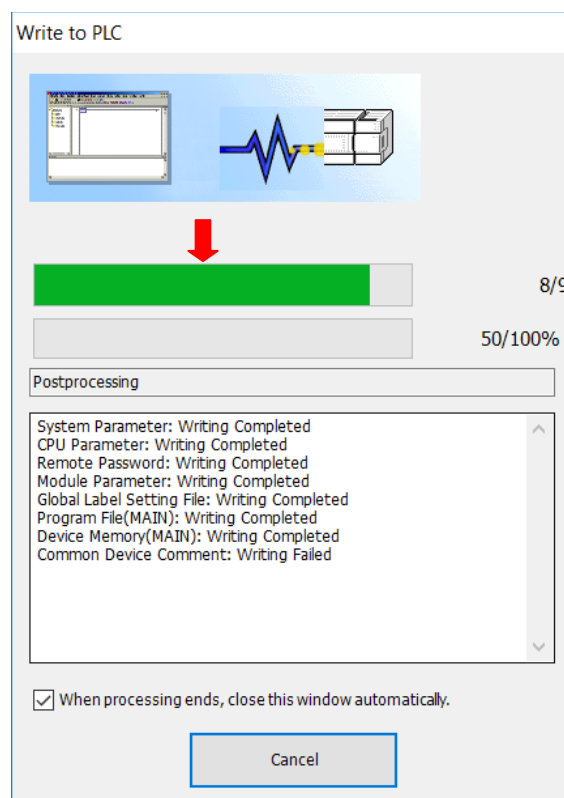 Write to PLC
8/9
50/100%
Postprocessing
System Parameter: Writing Completed
CPU Parameter: Writing Completed
Remote Password: Writing Completed
Module Parameter: Writing Completed
Global Label Setting File: Writing Completed
Program File(MAIN): Writing Completed
Device Memory(MAIN): Writing Completed
Common Device Comment: Writing Failed
When processing ends, close this window automatically.
Cancel